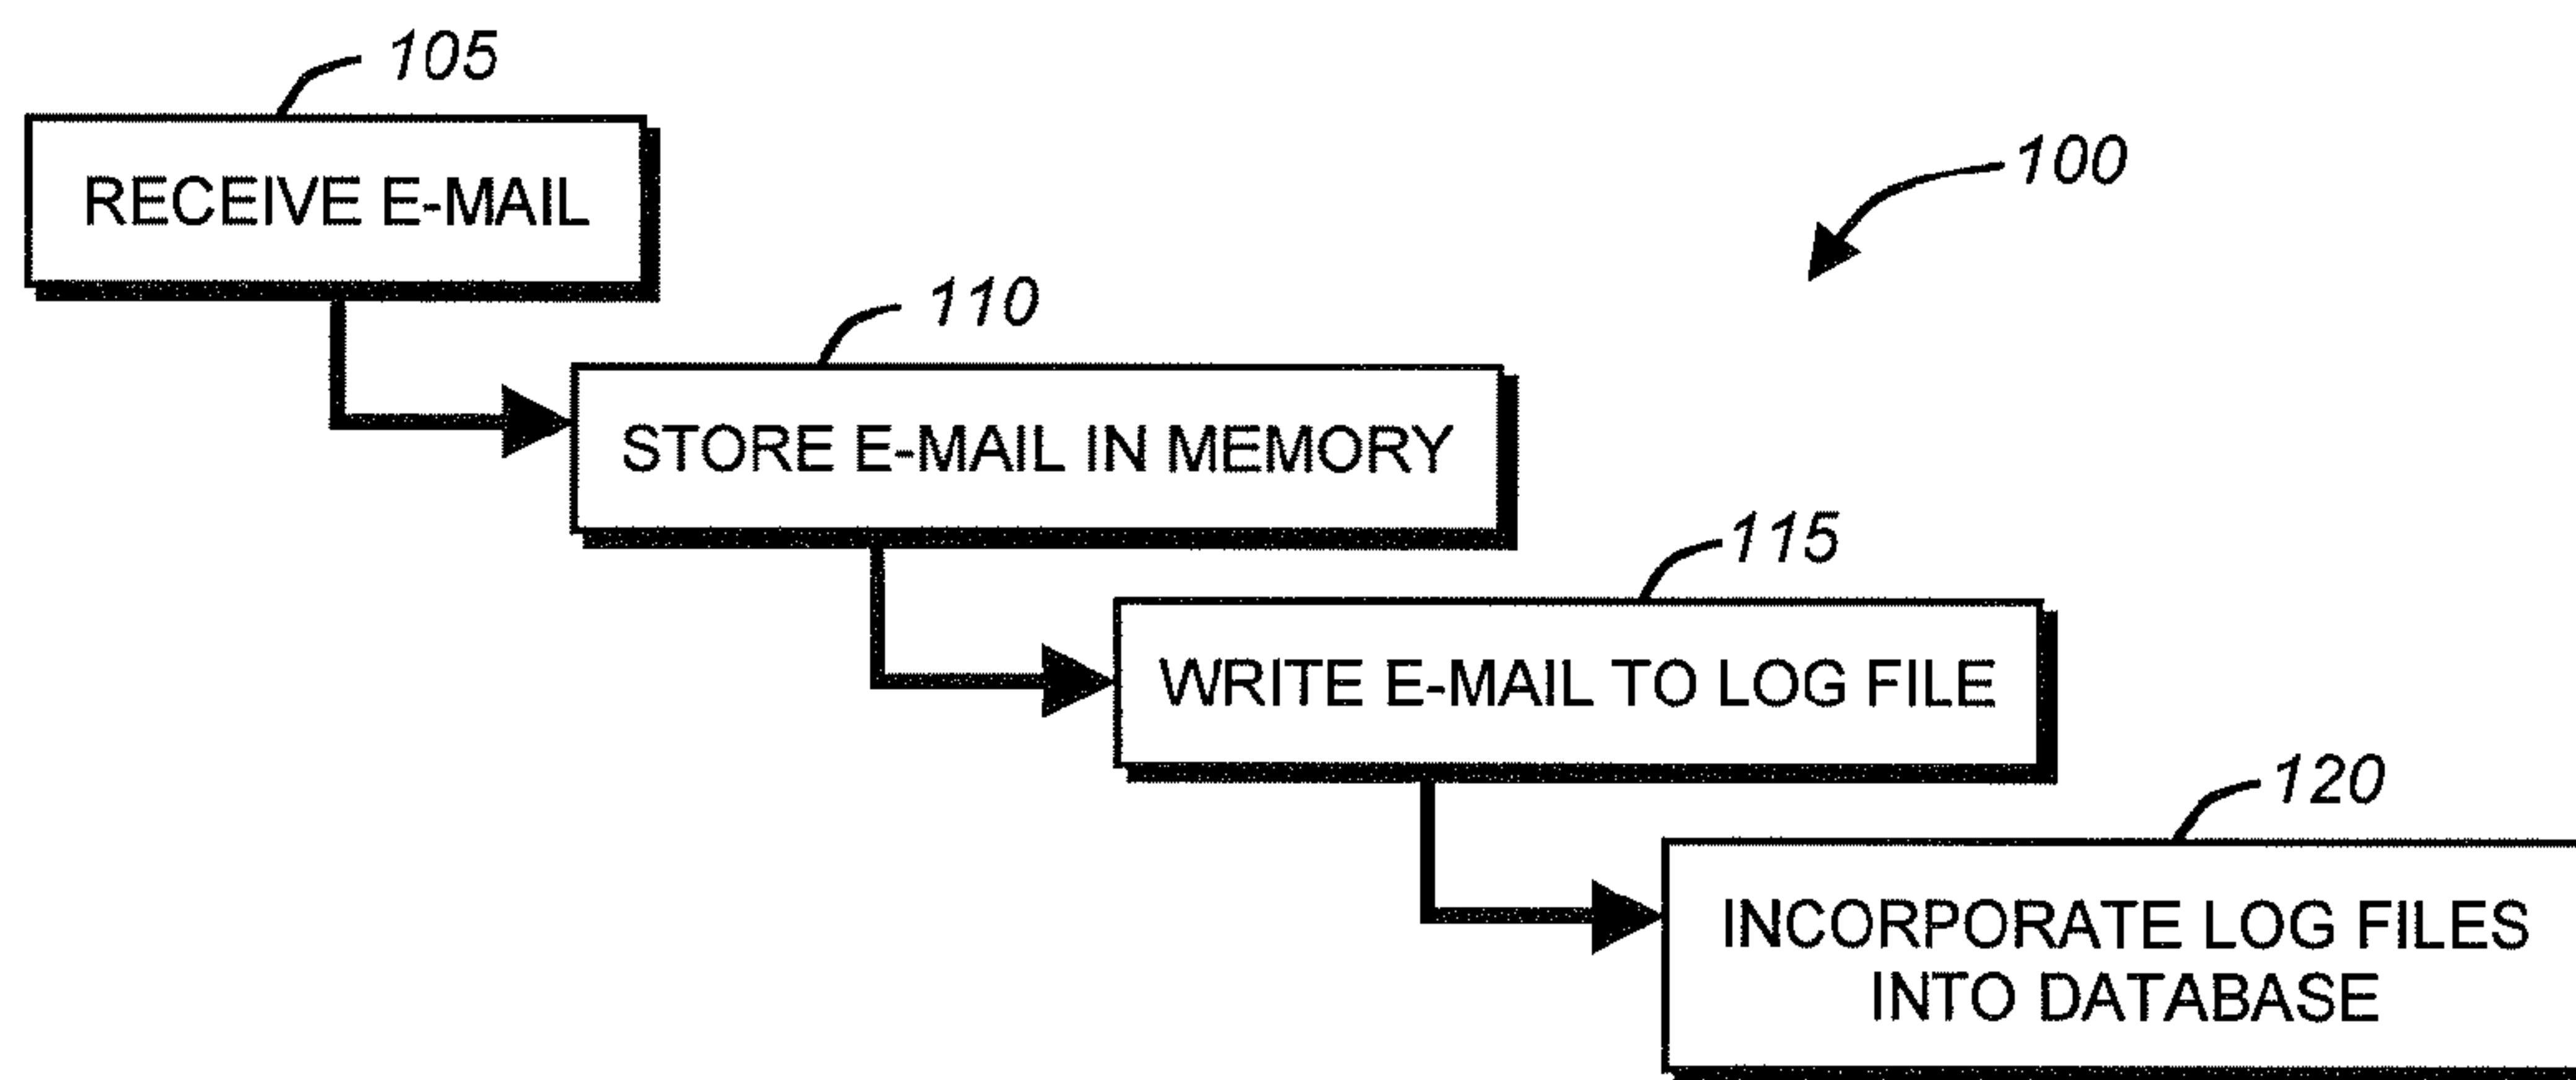 105
RECEIVE E-MAIL
100
110
STORE E-MAIL IN MEMORY
115
WRITE E-MAIL TO LOG FILE
120
INCORPORATE LOG FILES
INTO DATABASE